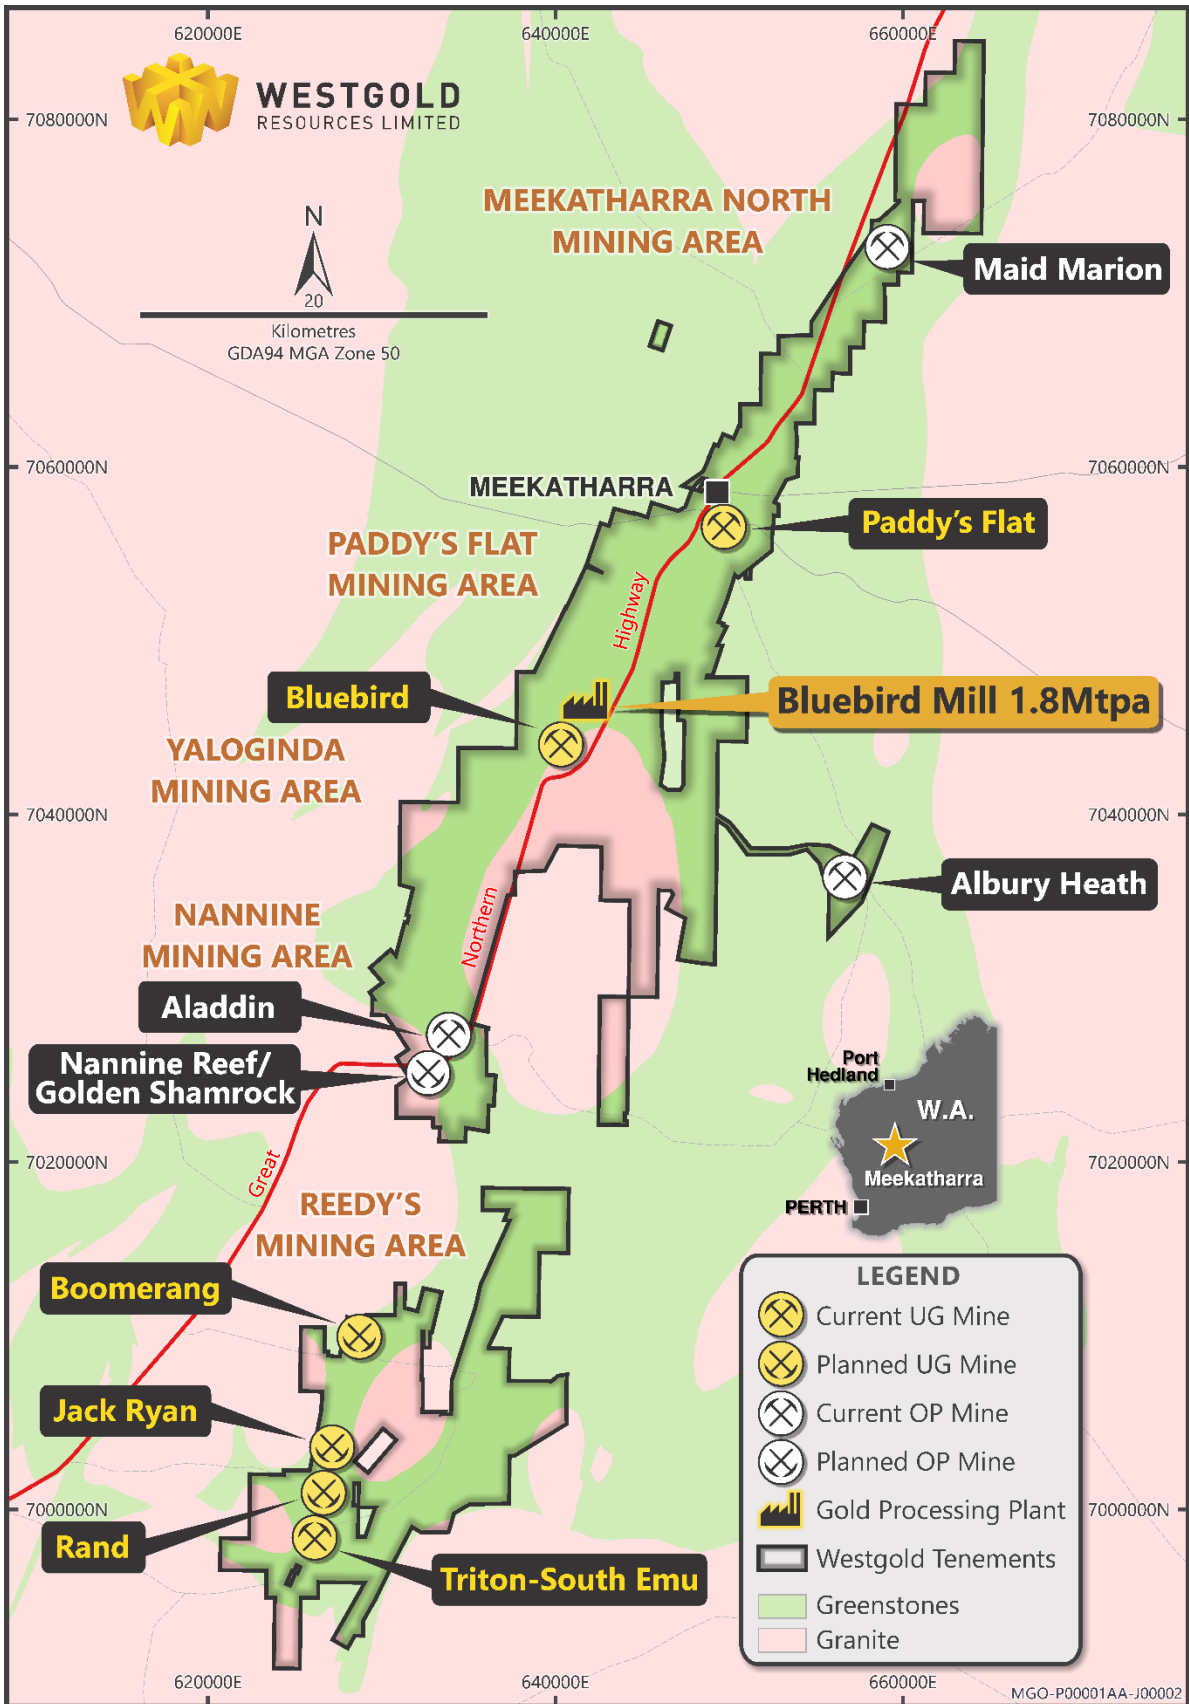 620000E
640000E
660000E
WESTGOLD
RESOURCES LIMITED
7080000N
7080000N
MEEKATHARRA NORTH
MINING AREA
N
Maid Marion
20
Kilometres
GDA94 MGA Zone 50
7060000N
7060000N
MEEKATHARRA
Paddy's Flat
PADDY'S FLAT
MINING AREA
Highway
Bluebird
Bluebird Mill 1.8Mtpa
YALOGINDA
MINING AREA
7040000N
7040000N
Albury Heath
NANNINE
MINING AREA
Northern
Aladdin
Nannine Reef/
Golden Shamrock
Port
Hedland
W.A.
Meekatharra
PERTH
7020000N
7020000N
Great
REEDY'S
MINING AREA
Boomerang
Jack Ryan
7000000N
7000000N
Rand
Triton-South Emu
LEGEND
Current UG Mine
Planned UG Mine
Current OP Mine
Planned OP Mine
Gold Processing Plant
Westgold Tenements
Greenstones
Granite
620000E
640000E
660000E
MGO-P00001AA-J00002